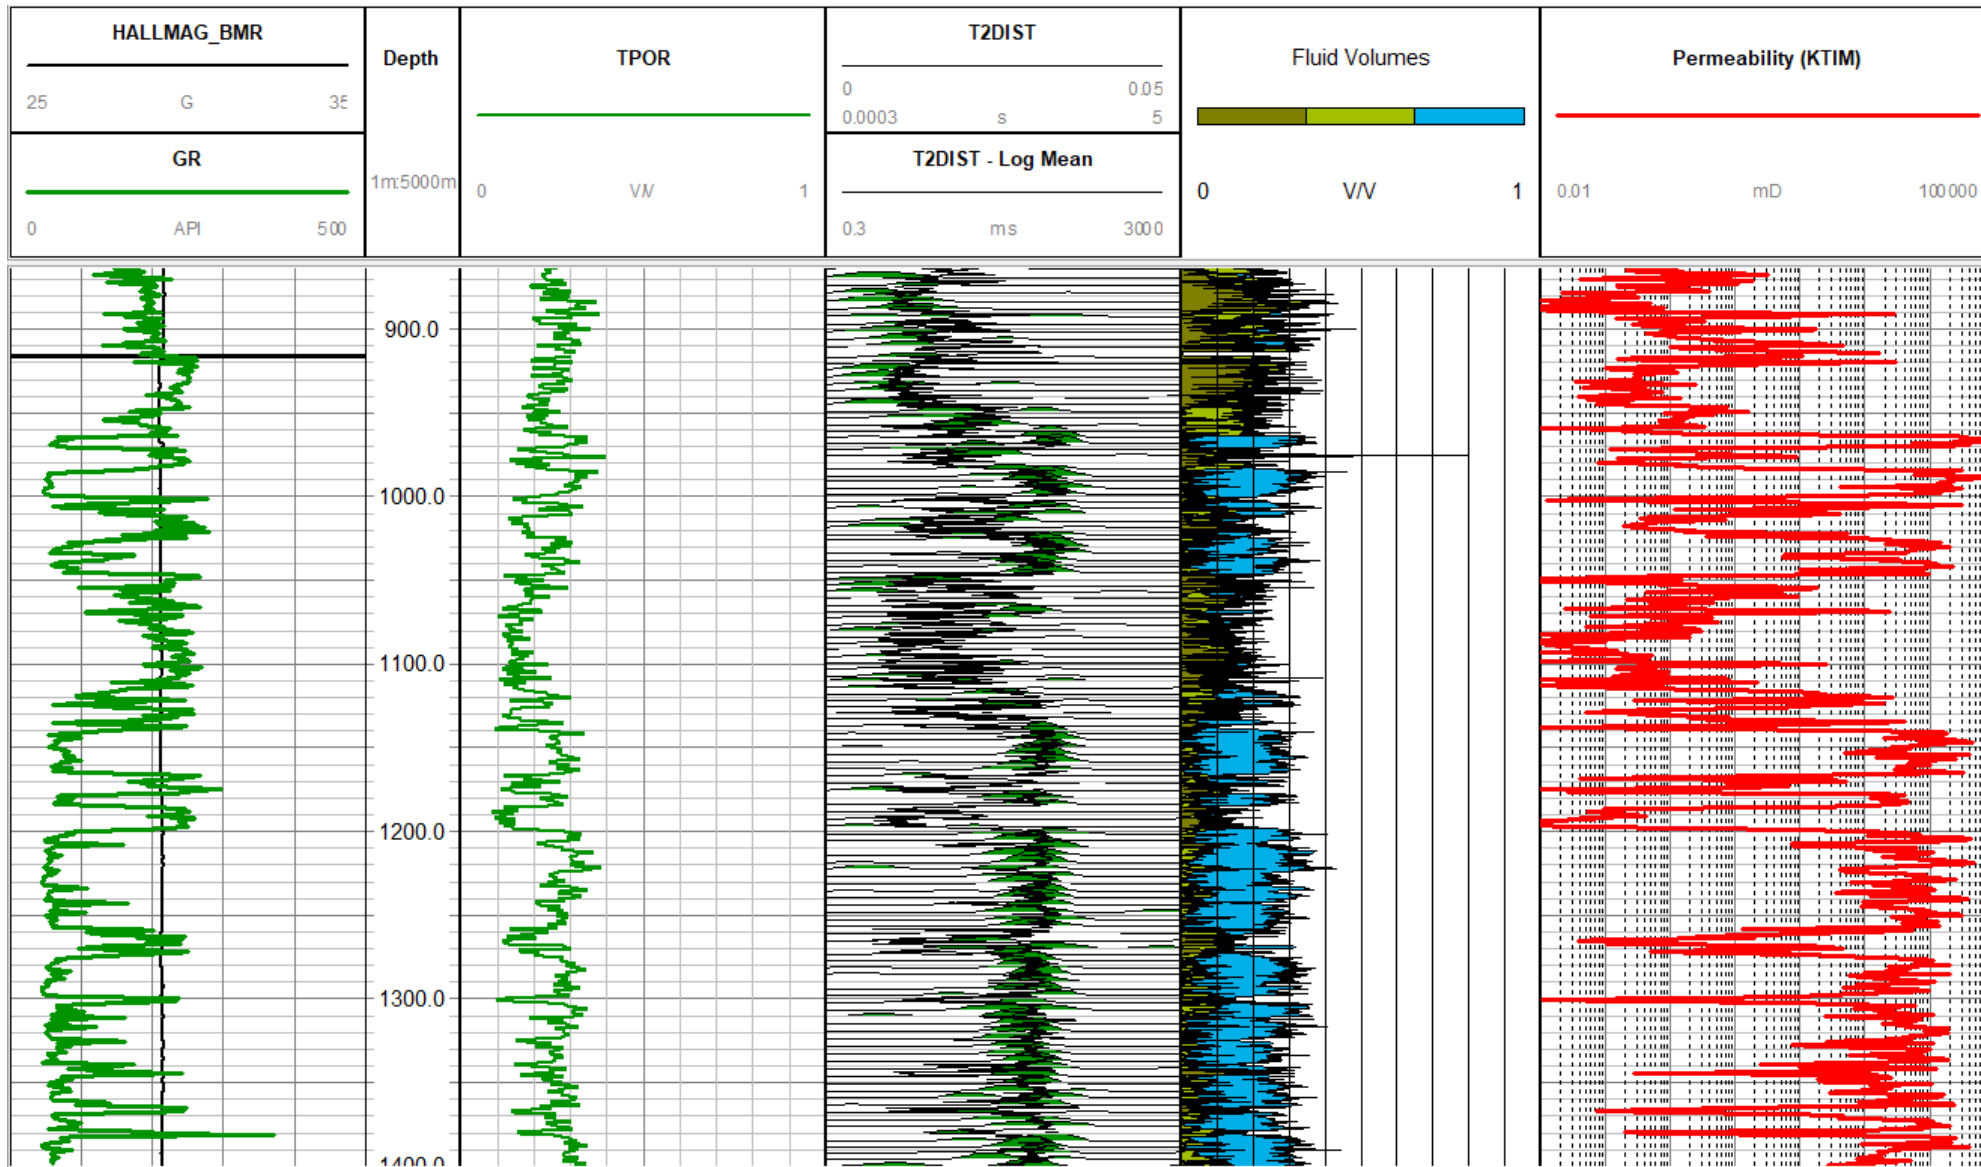 HALLMAG_BMR
25 G 35
GR
0 API 500
Depth
1m:5000m
TPOR
0 V/V 1
T2DIST
0 0.05
0.0003 s 5
T2DIST - Log Mean
0.3 ms 3000
Fluid Volumes
0 V/V 1
Permeability (KTIM)
0.01 mD 100000
900.0
1000.0
1100.0
1200.0
1300.0
1400.0